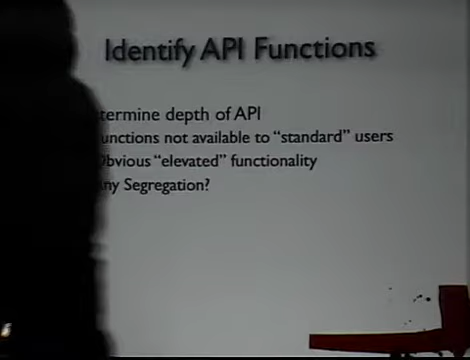 Identify API Functions
termine depth of API
unctions not available to "standard" users
bvious "elevated" functionality
ny Segregation?